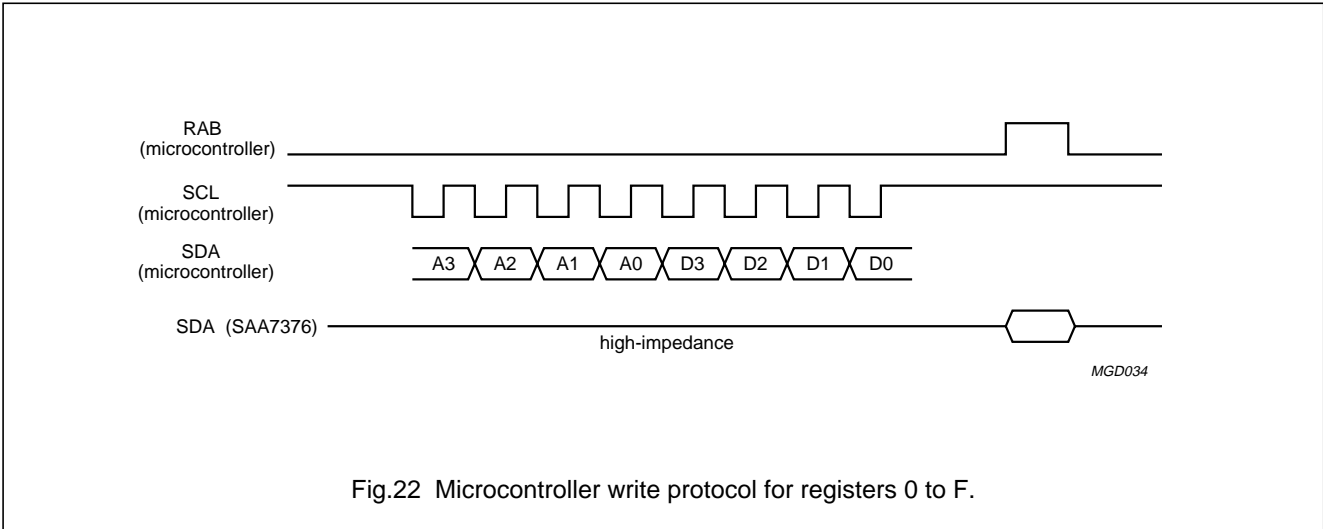 RAB
(microcontroller)
SCL
(microcontroller)
SDA
(microcontroller)
A3 A2 A1 A0 D3 D2 D1 D0
SDA (SAA7376)
high-impedance
MGD034
Fig.22 Microcontroller write protocol for registers 0 to F.